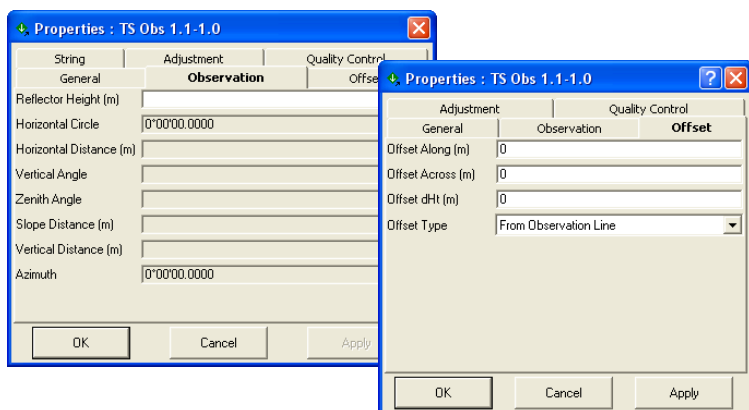 Properties : TS Obs 1.1-1.0
String Adjustment Quality Control
General Observation Offse
Reflector Height (m)
Horizontal Circle 0°00'00.0000
Horizontal Distance (m)
Vertical Angle
Zenith Angle
Slope Distance (m)
Vertical Distance (m)
Azimuth 0°00'00.0000
OK Cancel Apply
Properties : TS Obs 1.1-1.0
Adjustment Quality Control
General Observation Offset
Offset Along (m) 0
Offset Across (m) 0
Offset dHt (m) 0
Offset Type From Observation Line
OK Cancel Apply